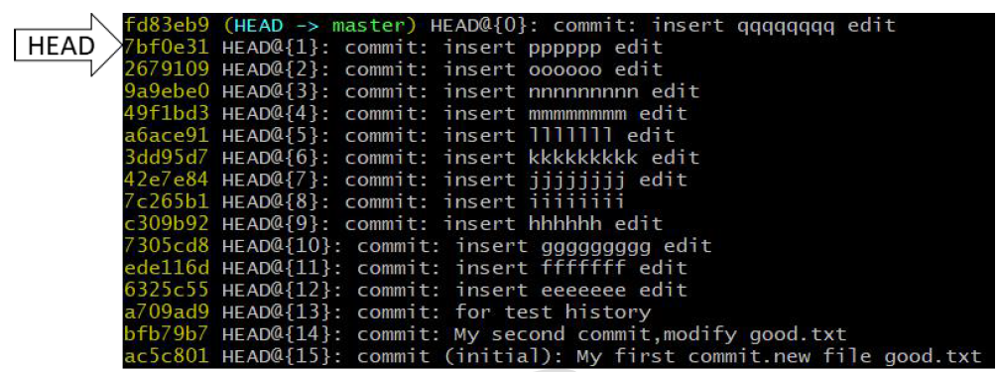 HEAD
fd83eb9 (HEAD -> master) HEAD@{0}: commit: insert qqqqqqqq edit
7bf0e31 HEAD@{1}: commit: insert pppppp edit
2679109 HEAD@{2}: commit: insert oooooo edit
9a9ebe0 HEAD@{3}: commit: insert nnnnnnnnn edit
49f1bd3 HEAD@{4}: commit: insert mmmmmmmmm edit
a6ace91 HEAD@{5}: commit: insert lllllll edit
3dd95d7 HEAD@{6}: commit: insert kkkkkkkkk edit
42e7e84 HEAD@{7}: commit: insert jjjjjjjj edit
7c265b1 HEAD@{8}: commit: insert iiiiiiii
c309b92 HEAD@{9}: commit: insert hhhhhh edit
7305cd8 HEAD@{10}: commit: insert ggggggggg edit
ede116d HEAD@{11}: commit: insert fffffff edit
6325c55 HEAD@{12}: commit: insert eeeeeee edit
a709ad9 HEAD@{13}: commit: for test history
bfb79b7 HEAD@{14}: commit: My second commit,modify good.txt
ac5c801 HEAD@{15}: commit (initial): My first commit.new file good.txt